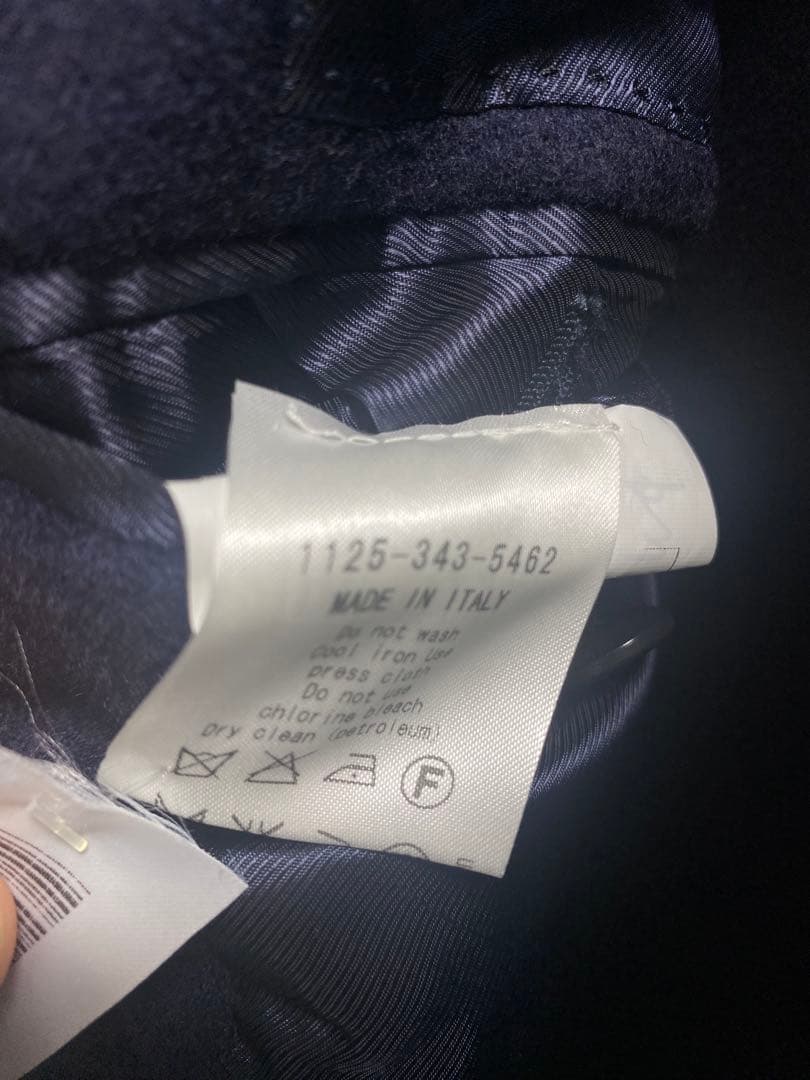 1125-343-5462
MADE IN ITALY
Do not wash
Cool iron Use
press cloth
Do not use
chlorine bleach
Dry clean (petroleum)
F